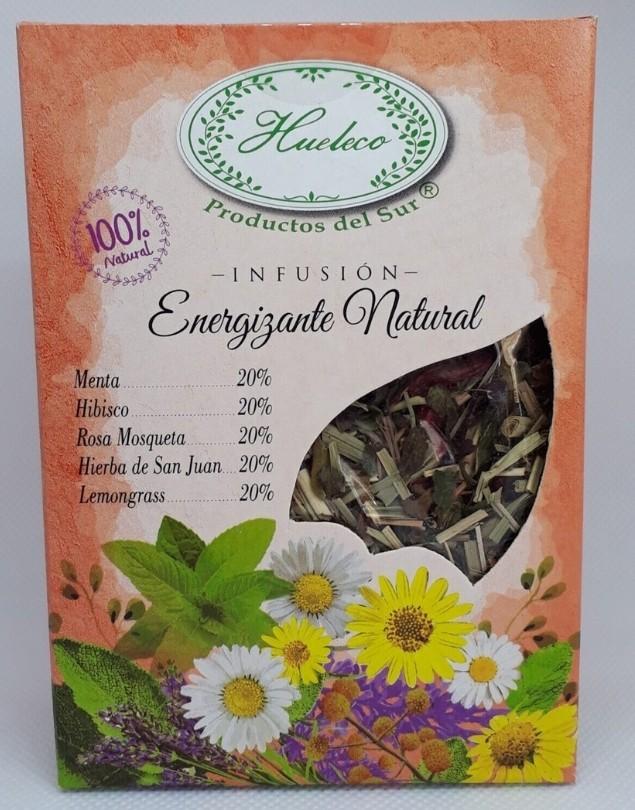 Hueleco
Productos del Sur®
100%
Natural
–INFUSIÓN–
Energizante Natural
Menta.......................20%
Hibisco.....................20%
Rosa Mosqueta.........20%
Hierba de San Juan...20%
Lemongrass...............20%